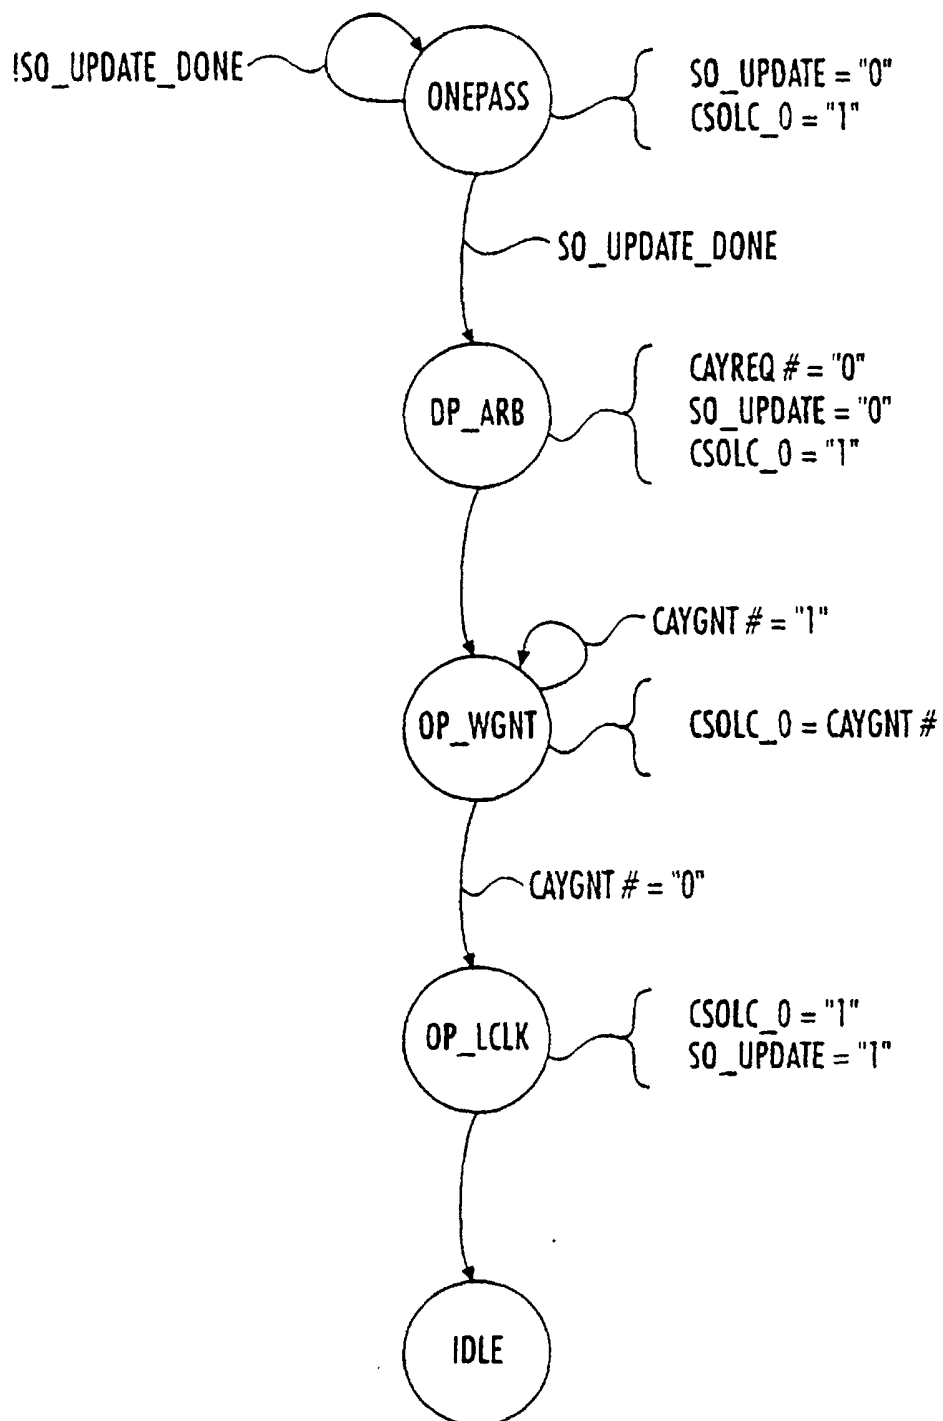 !SO_UPDATE_DONE
ONEPASS
SO_UPDATE = "0"
CSOLC_0 = "1"
SO_UPDATE_DONE
DP_ARB
CAYREQ # = "0"
SO_UPDATE = "0"
CSOLC_0 = "1"
CAYGNT # = "1"
OP_WGNT
CSOLC_0 = CAYGNT #
CAYGNT # = "0"
OP_LCLK
CSOLC_0 = "1"
SO_UPDATE = "1"
IDLE